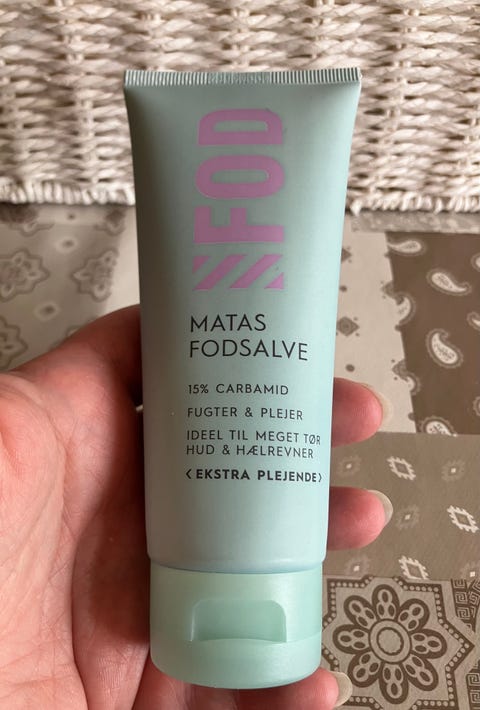 FOD
MATAS
FODSALVE
15% CARBAMID
FUGTER & PLEJER
IDEEL TIL MEGET TØR
HUD & HÆLREVNER
<EKSTRA PLEJENDE>